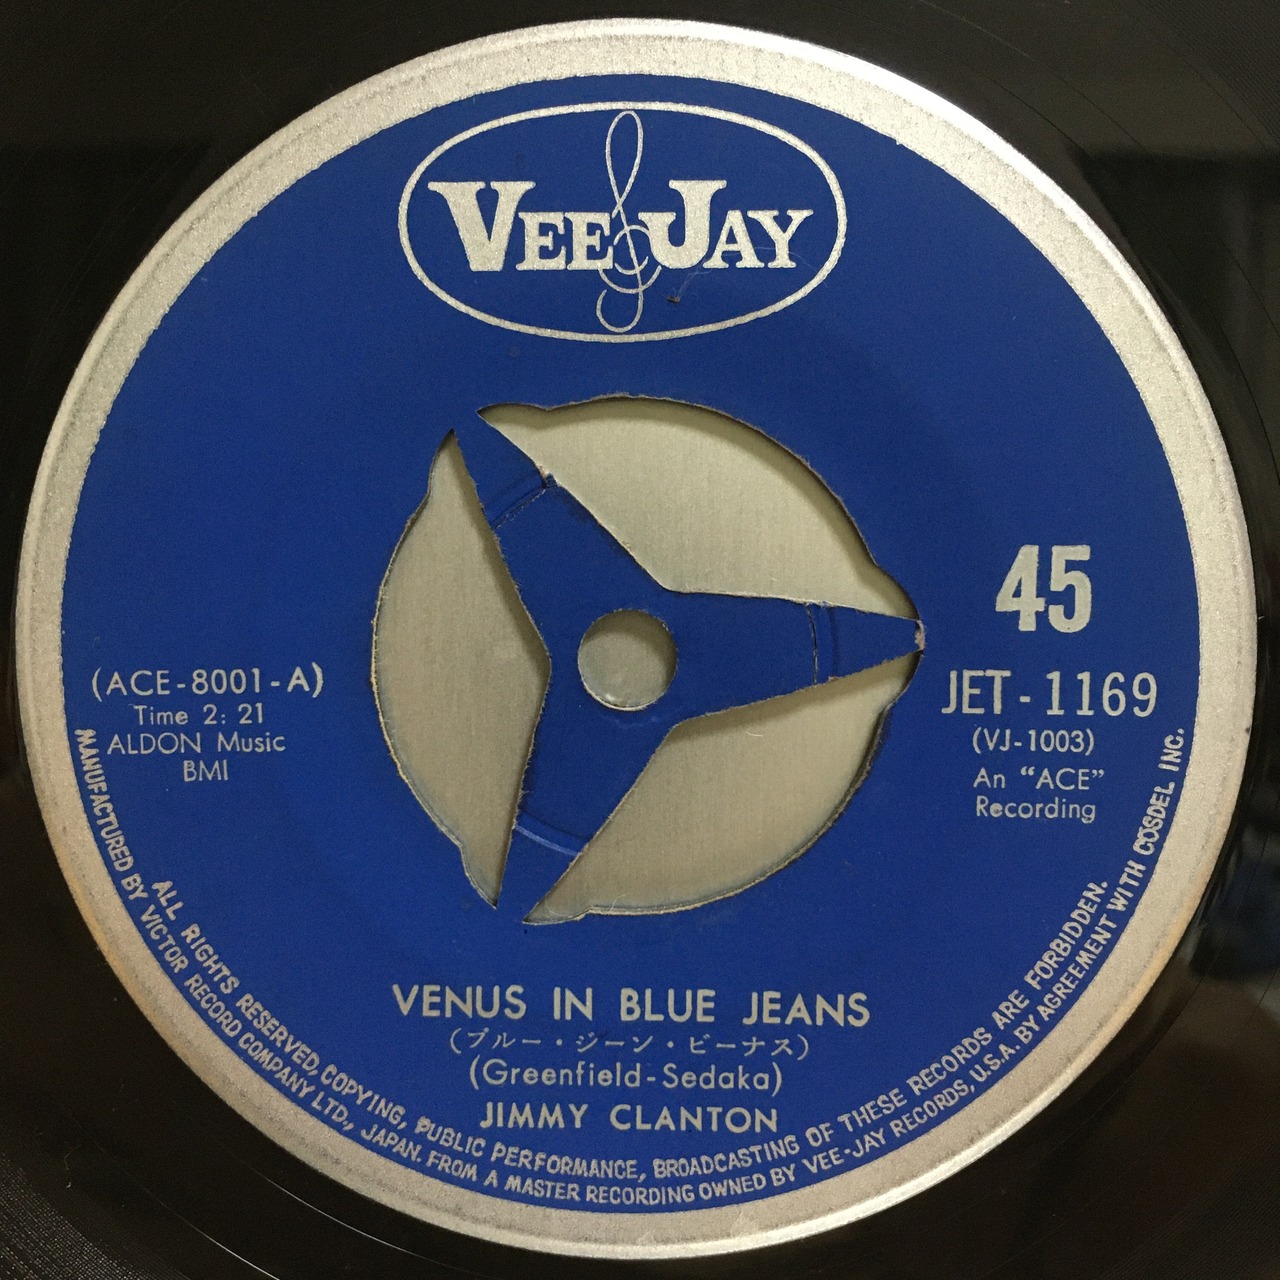 VEE JAY
45
JET-1169
(VJ-1003)
An "ACE"
Recording
(ACE-8001-A)
Time 2:21
ALDON Music
BMI
VENUS IN BLUE JEANS
(ブルー・ジーン・ビーナス)
(Greenfield-Sedaka)
JIMMY CLANTON
ALL RIGHTS RESERVED, COPYING, PUBLIC PERFORMANCE, BROADCASTING OF THESE RECORDS ARE FORBIDDEN.
MANUFACTURED BY VICTOR RECORD COMPANY LTD., JAPAN. FROM A MASTER RECORDING OWNED BY VEE-JAY RECORDS, U.S.A. BY AGREEMENT WITH COSDEL INC.